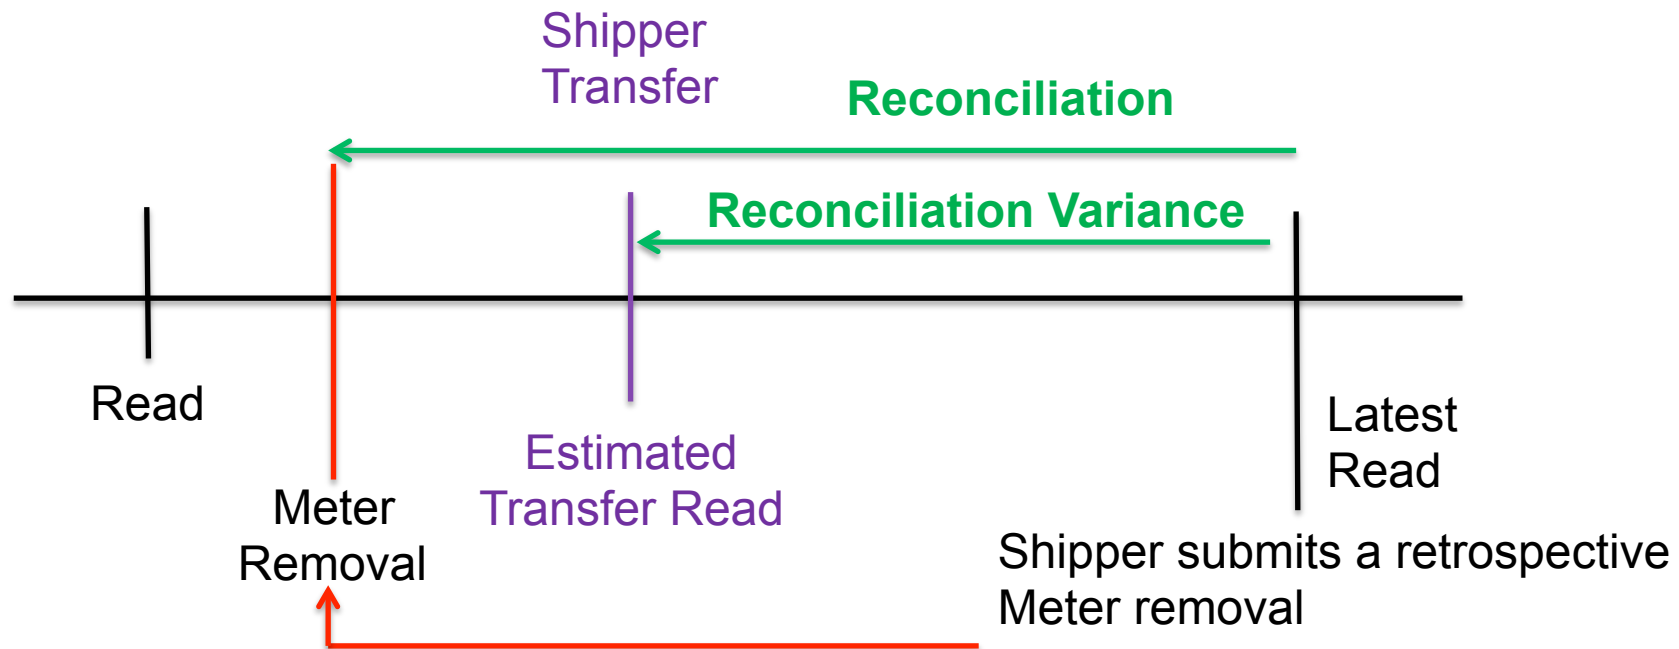 Shipper
Transfer
Reconciliation
Reconciliation Variance
Read
Meter
Removal
Estimated
Transfer Read
Latest
Read
Shipper submits a retrospective
Meter removal